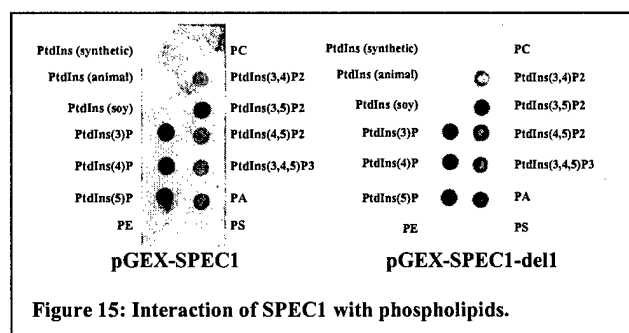 PtdIns (synthetic) PC PtdIns (synthetic) PC
PtdIns (animal) PtdIns(3,4)P2 PtdIns (animal) PtdIns(3,4)P2
PtdIns (soy) PtdIns(3,5)P2 PtdIns (soy) PtdIns(3,5)P2
PtdIns(3)P PtdIns(4,5)P2 PtdIns(3)P PtdIns(4,5)P2
PtdIns(4)P PtdIns(3,4,5)P3 PtdIns(4)P PtdIns(3,4,5)P3
PtdIns(5)P PA PtdIns(5)P PA
PE PS PE PS
pGEX-SPEC1 pGEX-SPEC1-del1
Figure 15: Interaction of SPEC1 with phospholipids.